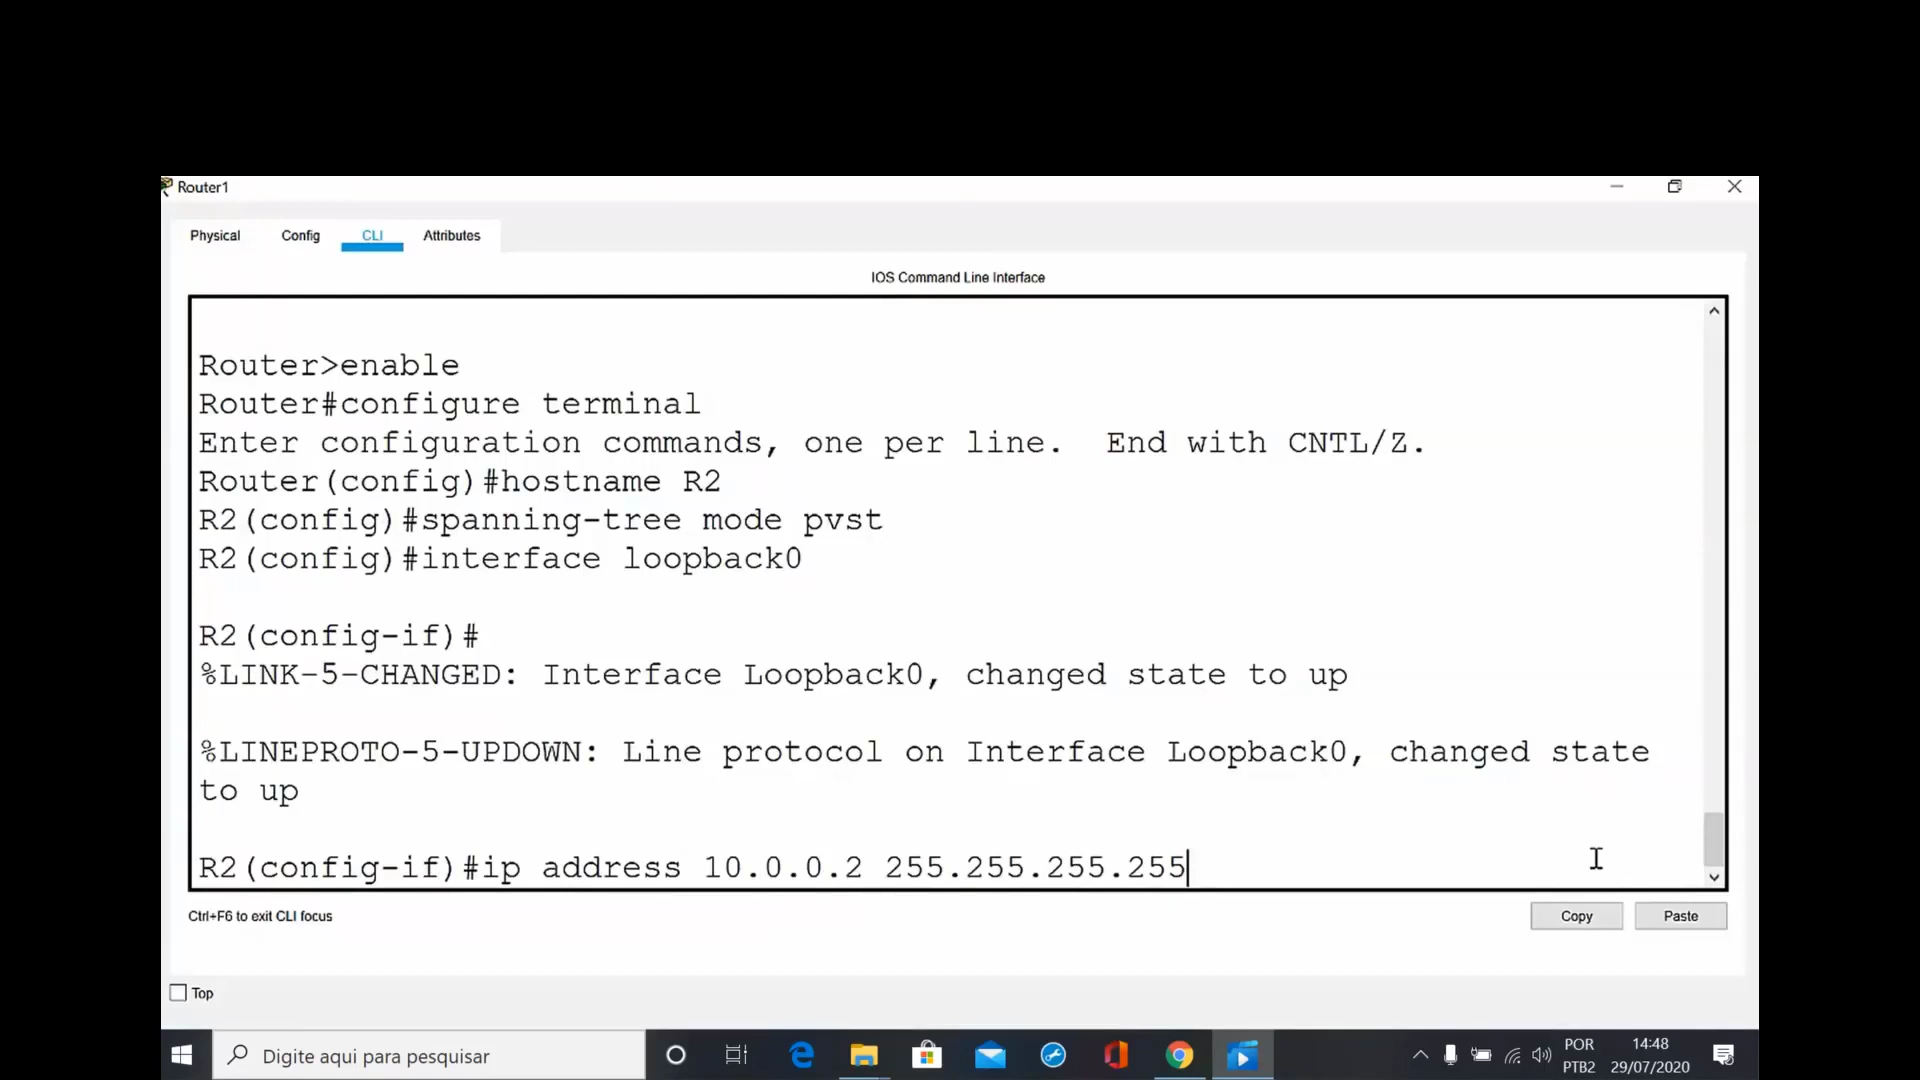 Router1
Physical Config CLI Attributes
IOS Command Line Interface
Router>enable
Router#configure terminal
Enter configuration commands, one per line.  End with CNTL/Z.
Router(config)#hostname R2
R2(config)#spanning-tree mode pvst
R2(config)#interface loopback0
R2(config-if)#
%LINK-5-CHANGED: Interface Loopback0, changed state to up
%LINEPROTO-5-UPDOWN: Line protocol on Interface Loopback0, changed state
to up
R2(config-if)#ip address 10.0.0.2 255.255.255.255
Ctrl+F6 to exit CLI focus
Copy Paste
Top
Digite aqui para pesquisar
POR 14:48
PTB2 29/07/2020